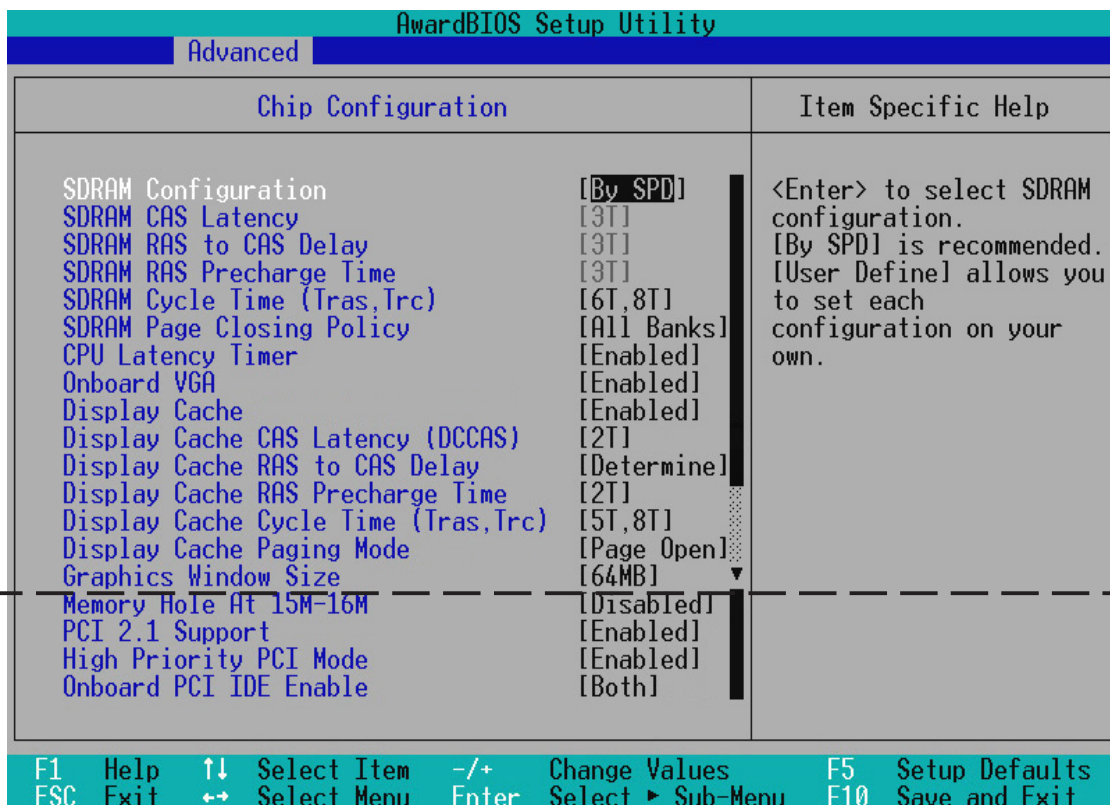 AwardBIOS Setup Utility
Advanced
Chip Configuration
Item Specific Help
SDRAM Configuration [By SPD]
SDRAM CAS Latency [3T]
SDRAM RAS to CAS Delay [3T]
SDRAM RAS Precharge Time [3T]
SDRAM Cycle Time (Tras,Trc) [6T,8T]
SDRAM Page Closing Policy [All Banks]
CPU Latency Timer [Enabled]
Onboard VGA [Enabled]
Display Cache [Enabled]
Display Cache CAS Latency (DCCAS) [2T]
Display Cache RAS to CAS Delay [Determine]
Display Cache RAS Precharge Time [2T]
Display Cache Cycle Time (Tras,Trc) [5T,8T]
Display Cache Paging Mode [Page Open]
Graphics Window Size [64MB]
Memory Hole At 15M-16M [Disabled]
PCI 2.1 Support [Enabled]
High Priority PCI Mode [Enabled]
Onboard PCI IDE Enable [Both]
<Enter> to select SDRAM
configuration.
[By SPD] is recommended.
[User Define] allows you
to set each
configuration on your
own.
F1 Help ↑↓ Select Item -/+ Change Values F5 Setup Defaults
ESC Exit ←→ Select Menu Enter Select ► Sub-Menu F10 Save and Exit